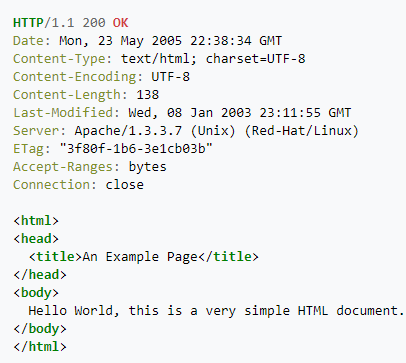 HTTP/1.1 200 OK
Date: Mon, 23 May 2005 22:38:34 GMT
Content-Type: text/html; charset=UTF-8
Content-Encoding: UTF-8
Content-Length: 138
Last-Modified: Wed, 08 Jan 2003 23:11:55 GMT
Server: Apache/1.3.3.7 (Unix) (Red-Hat/Linux)
ETag: "3f80f-1b6-3e1cb03b"
Accept-Ranges: bytes
Connection: close

<html>
<head>
  <title>An Example Page</title>
</head>
<body>
  Hello World, this is a very simple HTML document.
</body>
</html>